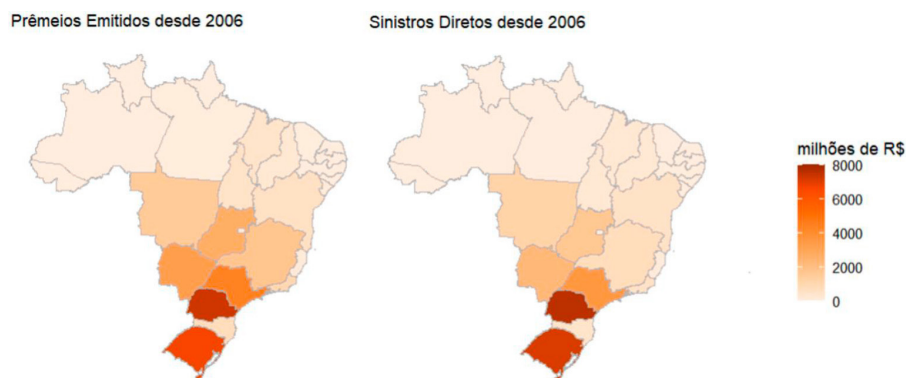 Prêmeios Emitidos desde 2006
Sinistros Diretos desde 2006
milhões de R$
8000
6000
4000
2000
0